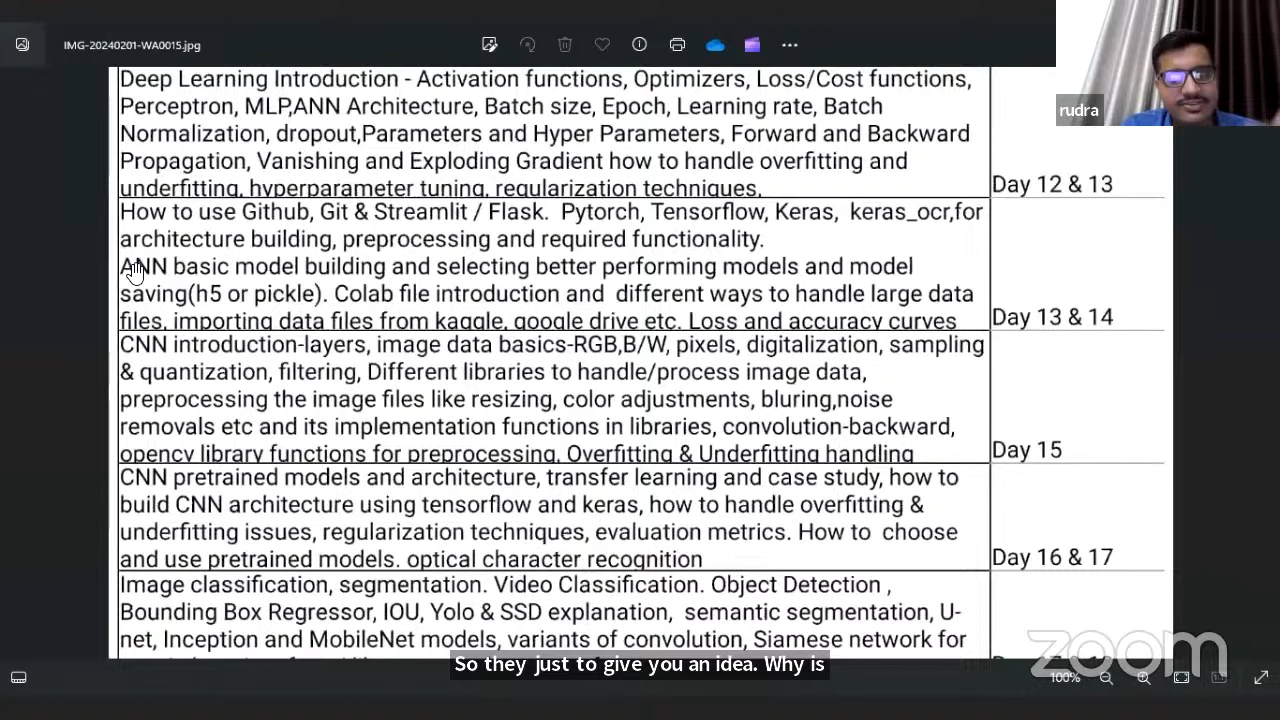 IMG-20240201-WA0015.jpg
rudra
Deep Learning Introduction - Activation functions, Optimizers, Loss/Cost functions,
Perceptron, MLP,ANN Architecture, Batch size, Epoch, Learning rate, Batch
Normalization, dropout,Parameters and Hyper Parameters, Forward and Backward
Propagation, Vanishing and Exploding Gradient how to handle overfitting and
underfitting, hyperparameter tuning, regularization techniques,
Day 12 & 13
How to use Github, Git & Streamlit / Flask. Pytorch, Tensorflow, Keras, keras_ocr,for
architecture building, preprocessing and required functionality.
ANN basic model building and selecting better performing models and model
saving(h5 or pickle). Colab file introduction and different ways to handle large data
files, importing data files from kaggle, google drive etc. Loss and accuracy curves
Day 13 & 14
CNN introduction-layers, image data basics-RGB,B/W, pixels, digitalization, sampling
& quantization, filtering, Different libraries to handle/process image data,
preprocessing the image files like resizing, color adjustments, bluring,noise
removals etc and its implementation functions in libraries, convolution-backward,
opencv library functions for preprocessing, Overfitting & Underfitting handling
Day 15
CNN pretrained models and architecture, transfer learning and case study, how to
build CNN architecture using tensorflow and keras, how to handle overfitting &
underfitting issues, regularization techniques, evaluation metrics. How to choose
and use pretrained models. optical character recognition
Day 16 & 17
Image classification, segmentation. Video Classification. Object Detection ,
Bounding Box Regressor, IOU, Yolo & SSD explanation, semantic segmentation, U-
net, Inception and MobileNet models, variants of convolution, Siamese network for
So they just to give you an idea. Why is
zoom
100%